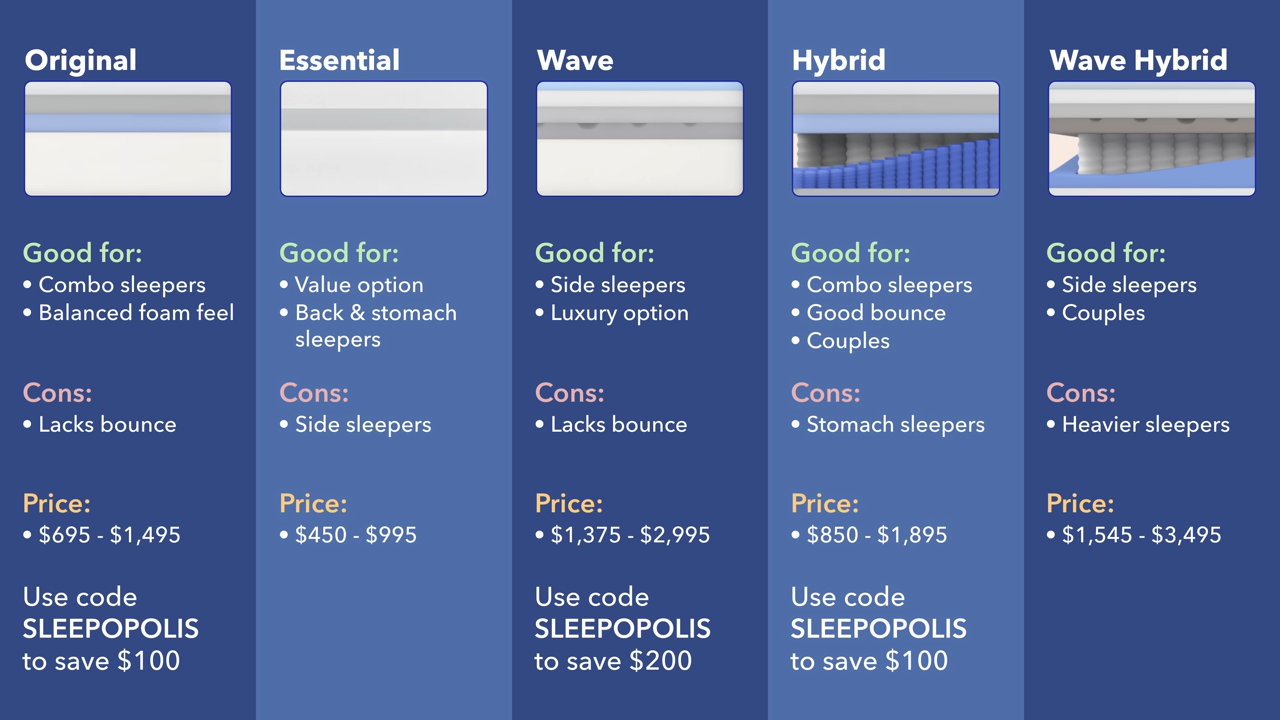 Original
Good for:
• Combo sleepers
• Balanced foam feel
Cons:
• Lacks bounce
Price:
• $695 - $1,495
Use code
SLEEPOPOLIS
to save $100
Essential
Good for:
• Value option
• Back & stomach
sleepers
Cons:
• Side sleepers
Price:
• $450 - $995
Wave
Good for:
• Side sleepers
• Luxury option
Cons:
• Lacks bounce
Price:
• $1,375 - $2,995
Use code
SLEEPOPOLIS
to save $200
Hybrid
Good for:
• Combo sleepers
• Good bounce
• Couples
Cons:
• Stomach sleepers
Price:
• $850 - $1,895
Use code
SLEEPOPOLIS
to save $100
Wave Hybrid
Good for:
• Side sleepers
• Couples
Cons:
• Heavier sleepers
Price:
• $1,545 - $3,495